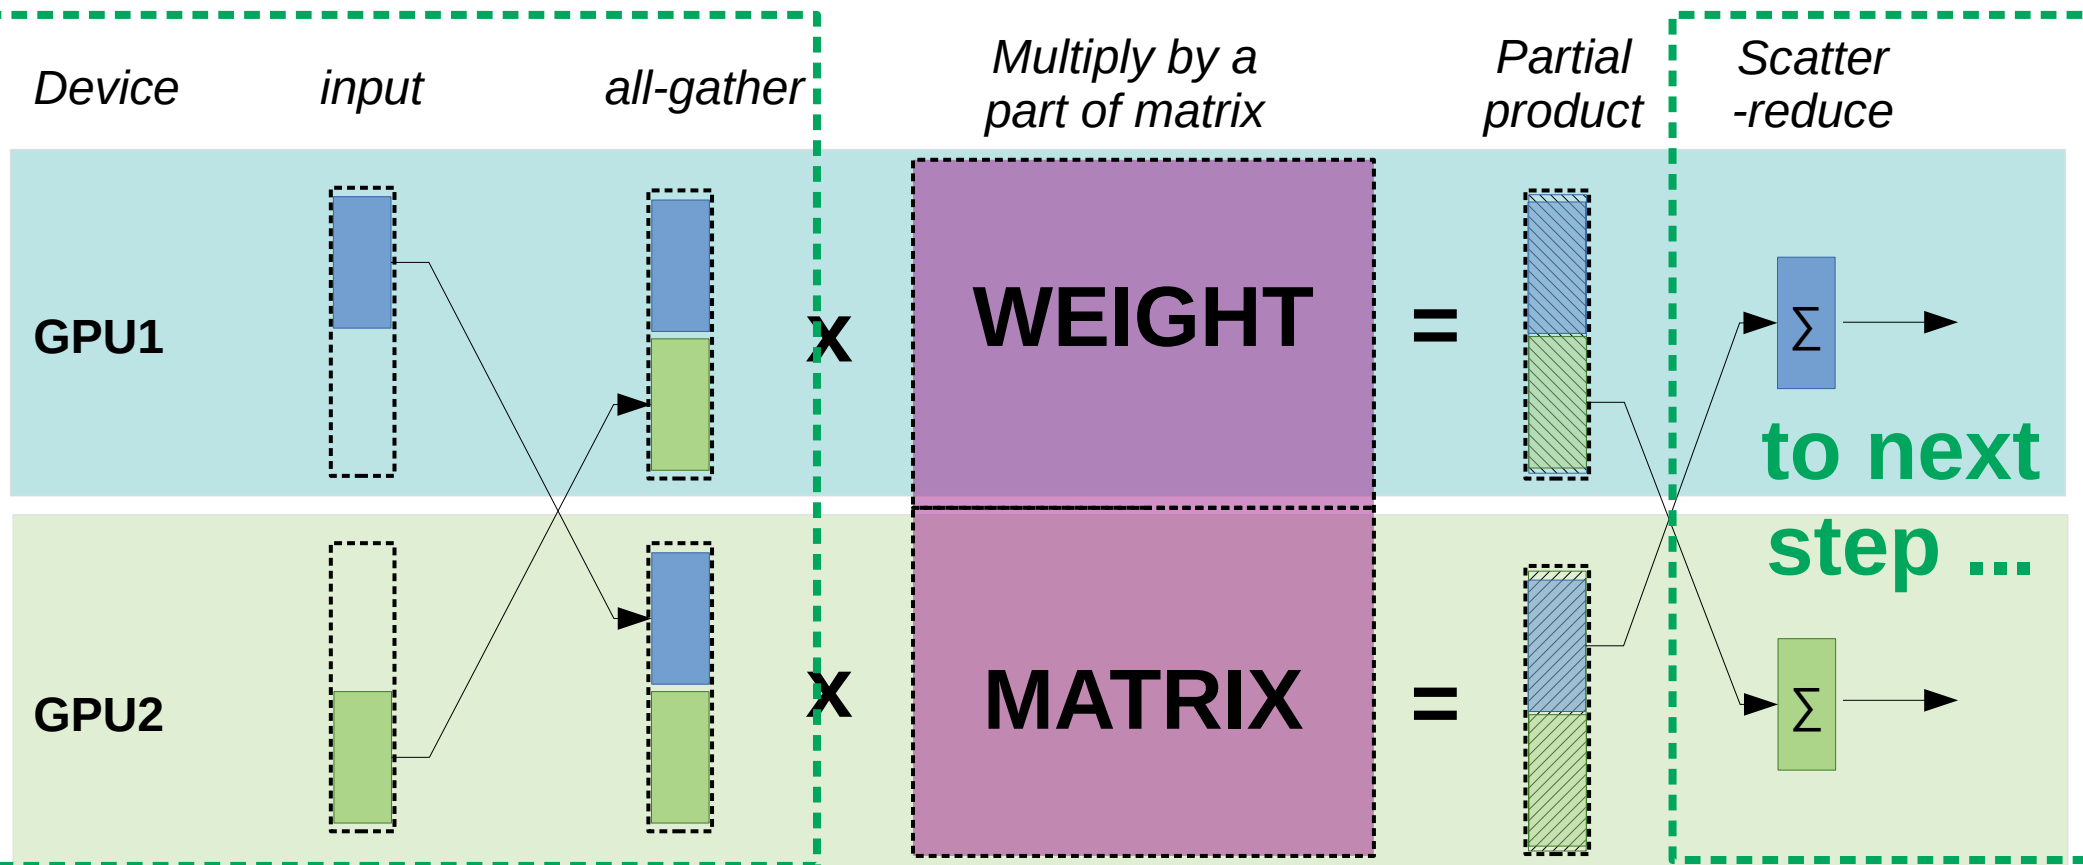 Device
input
all-gather
Multiply by a
part of matrix
Partial
product
Scatter
-reduce
GPU1
x
WEIGHT
=
∑
to next
step ...
GPU2
x
MATRIX
=
∑